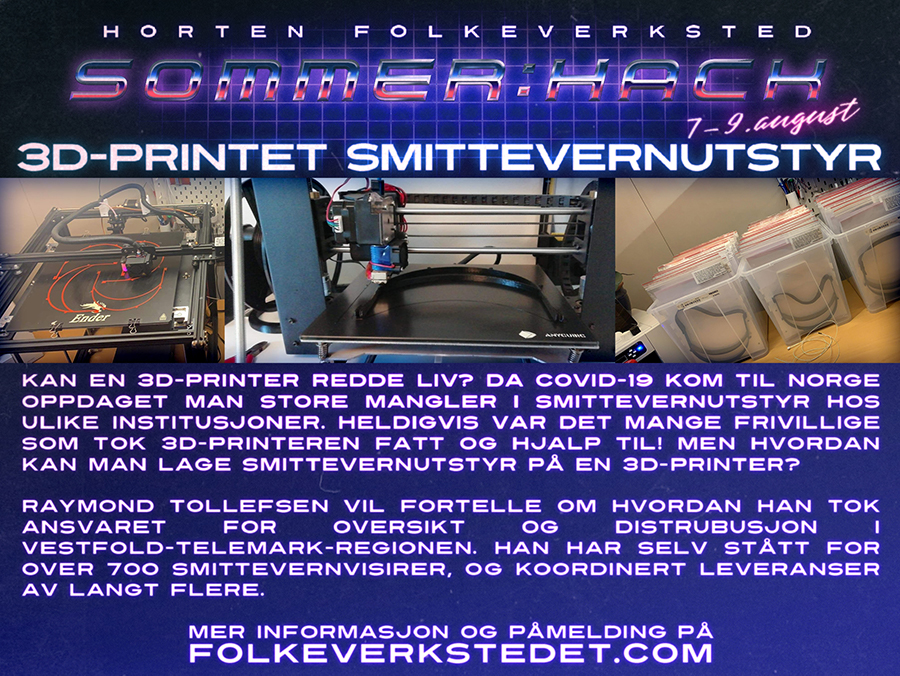 HORTEN FOLKEVERKSTED
SOMMER:HACK
7-9.august
3D-PRINTET SMITTEVERNUTSTYR
Ender
ANYCUBIC
KAN EN 3D-PRINTER REDDE LIV? DA COVID-19 KOM TIL NORGE
OPPDAGET MAN STORE MANGLER I SMITTEVERNUTSTYR HOS
ULIKE INSTITUSJONER. HELDIGVIS VAR DET MANGE FRIVILLIGE
SOM TOK 3D-PRINTEREN FATT OG HJALP TIL! MEN HVORDAN
KAN MAN LAGE SMITTEVERNUTSTYR PÅ EN 3D-PRINTER?
RAYMOND TOLLEFSEN VIL FORTELLE OM HVORDAN HAN TOK
ANSVARET FOR OVERSIKT OG DISTRUBUSJON I
VESTFOLD-TELEMARK-REGIONEN. HAN HAR SELV STÅTT FOR
OVER 700 SMITTEVERNVISIRER, OG KOORDINERT LEVERANSER
AV LANGT FLERE.
MER INFORMASJON OG PÅMELDING PÅ
FOLKEVERKSTEDET.COM